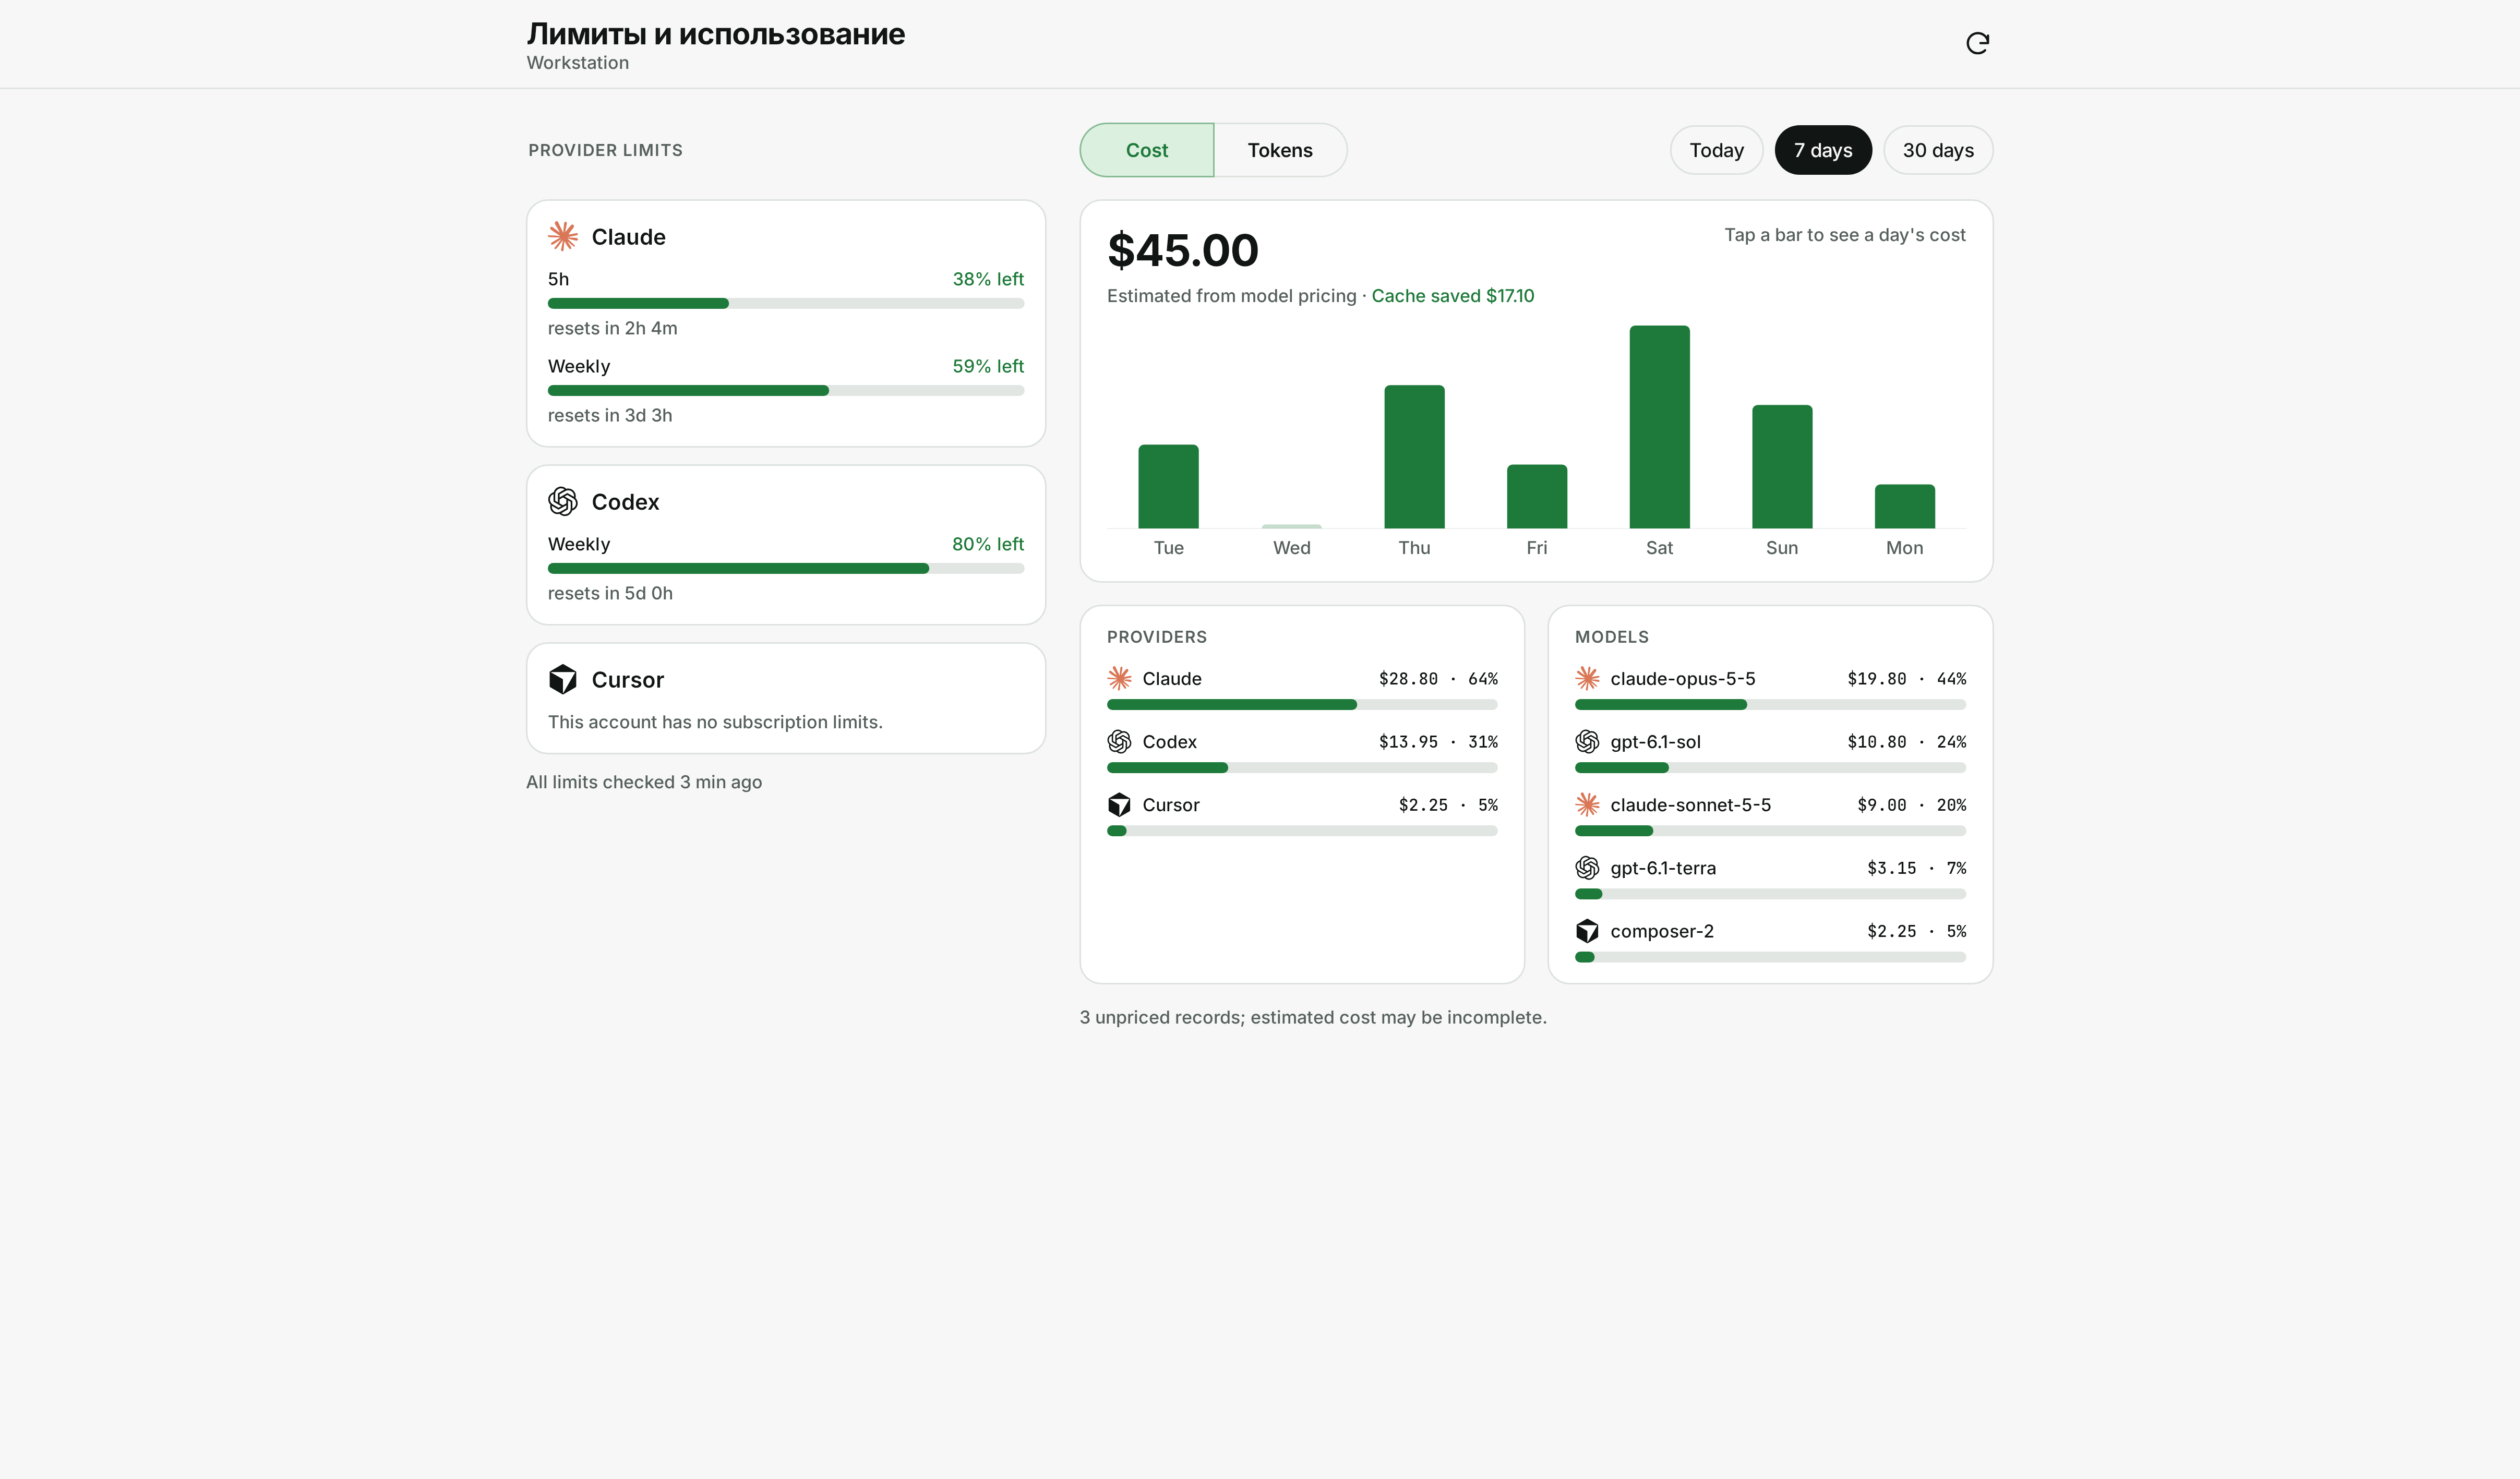 Лимиты и использование
Workstation
PROVIDER LIMITS
Claude
5h 38% left
resets in 2h 4m
Weekly 59% left
resets in 3d 3h
Codex
Weekly 80% left
resets in 5d 0h
Cursor
This account has no subscription limits.
All limits checked 3 min ago
Cost Tokens Today 7 days 30 days
$45.00 Tap a bar to see a day's cost
Estimated from model pricing · Cache saved $17.10
Tue Wed Thu Fri Sat Sun Mon
PROVIDERS
Claude $28.80 · 64%
Codex $13.95 · 31%
Cursor $2.25 · 5%
MODELS
claude-opus-5-5 $19.80 · 44%
gpt-6.1-sol $10.80 · 24%
claude-sonnet-5-5 $9.00 · 20%
gpt-6.1-terra $3.15 · 7%
composer-2 $2.25 · 5%
3 unpriced records; estimated cost may be incomplete.